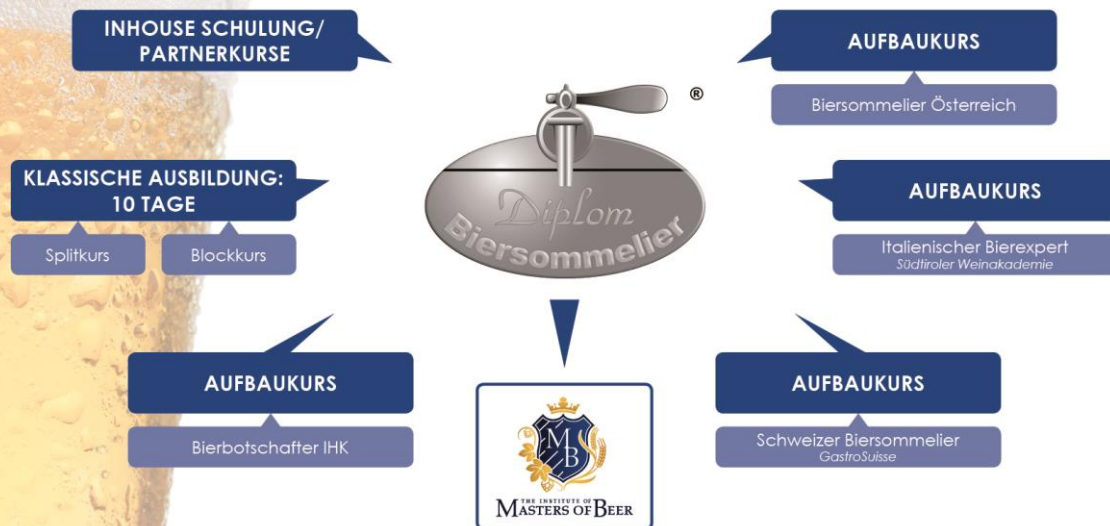 INHOUSE SCHULUNG/
PARTNERKURSE
AUFBAUKURS
Biersommelier Österreich
®
Diplom
Biersommelier
KLASSISCHE AUSBILDUNG:
10 TAGE
Splitkurs
Blockkurs
AUFBAUKURS
Italienischer Bierexpert
Südtiroler Weinakademie
AUFBAUKURS
Bierbotschafter IHK
M
B
THE INSTITUTE OF
MASTERS OF BEER
AUFBAUKURS
Schweizer Biersommelier
GastroSuisse